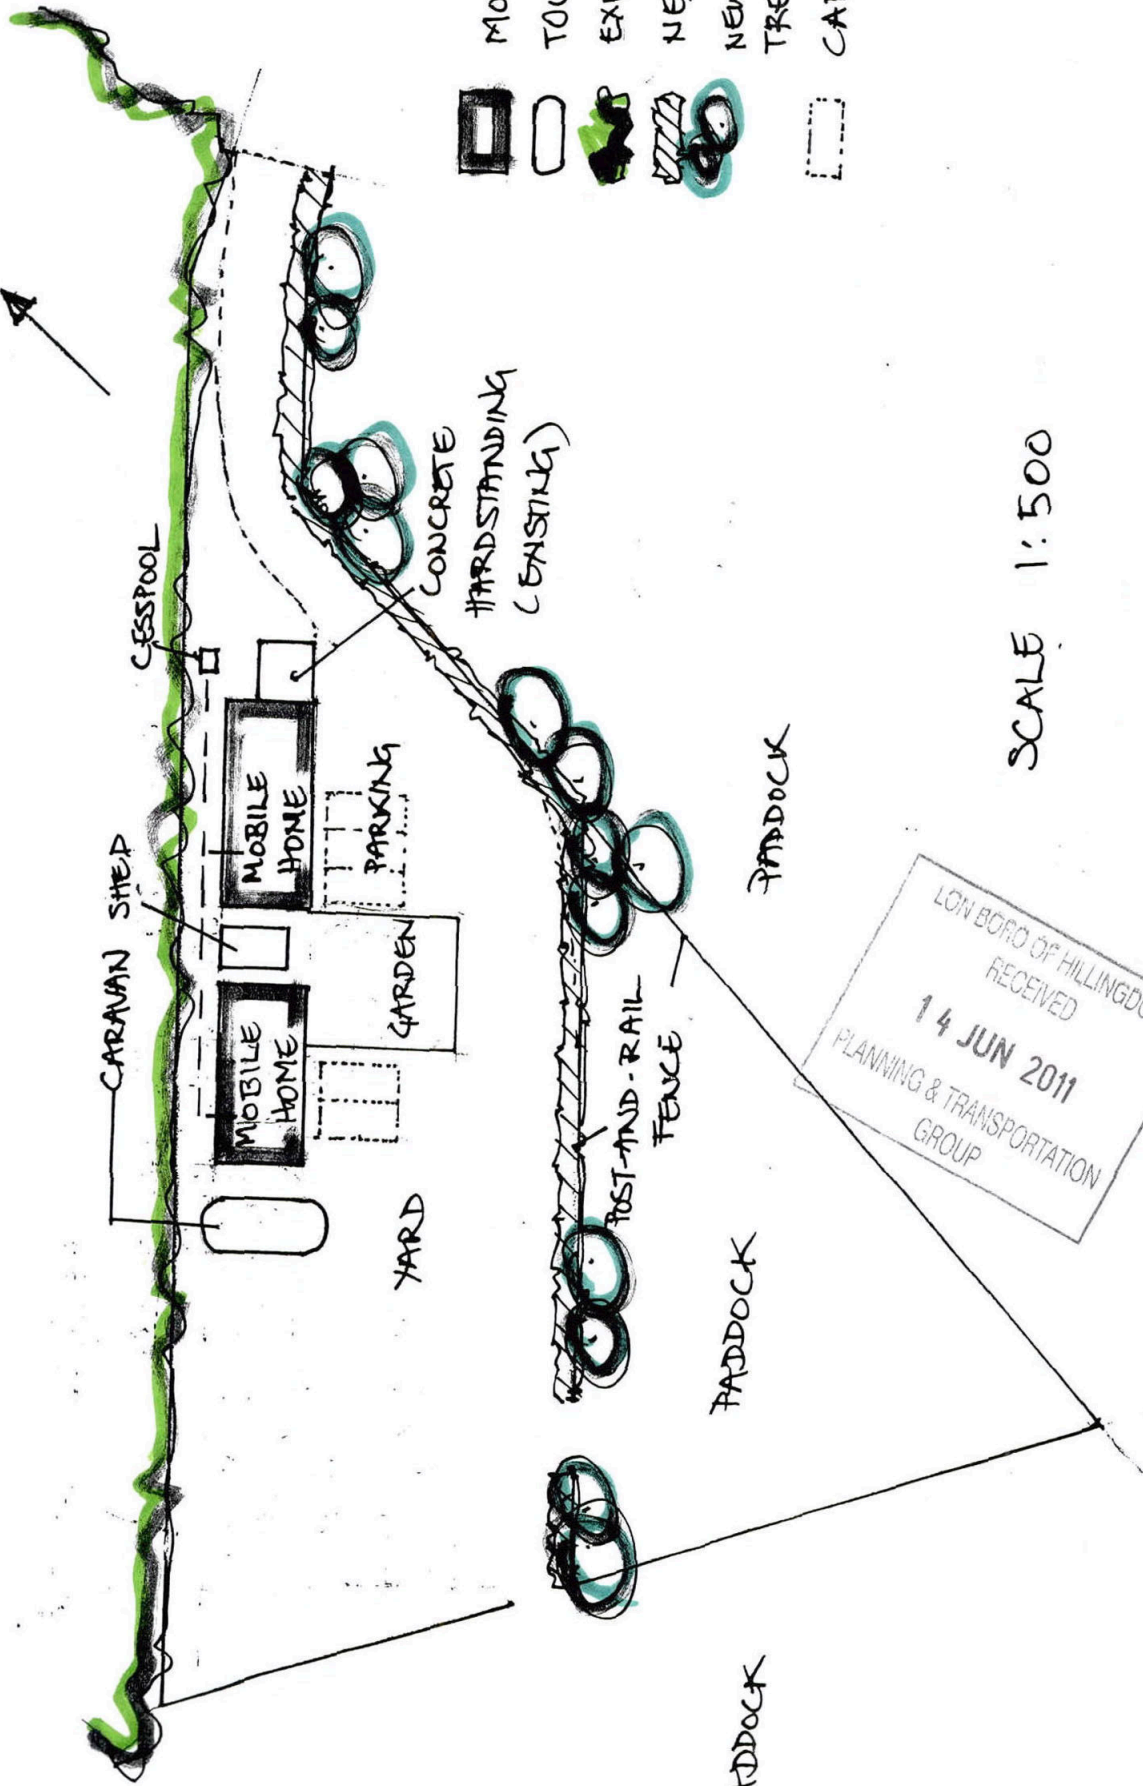 CESSPOOL
CARAVAN
SHED
MOBILE
HOME
MOBILE
HOME
PARKING
GARDEN
YARD
CONCRETE
HARDSTANDING
(EXISTING)
POST-AND-RAIL
FENCE
PADDOCK
PADDOCK
SCALE 1:500
LON BORO OF HILLINGDO
RECEIVED
14 JUN 2011
PLANNING & TRANSPORTATION
GROUP